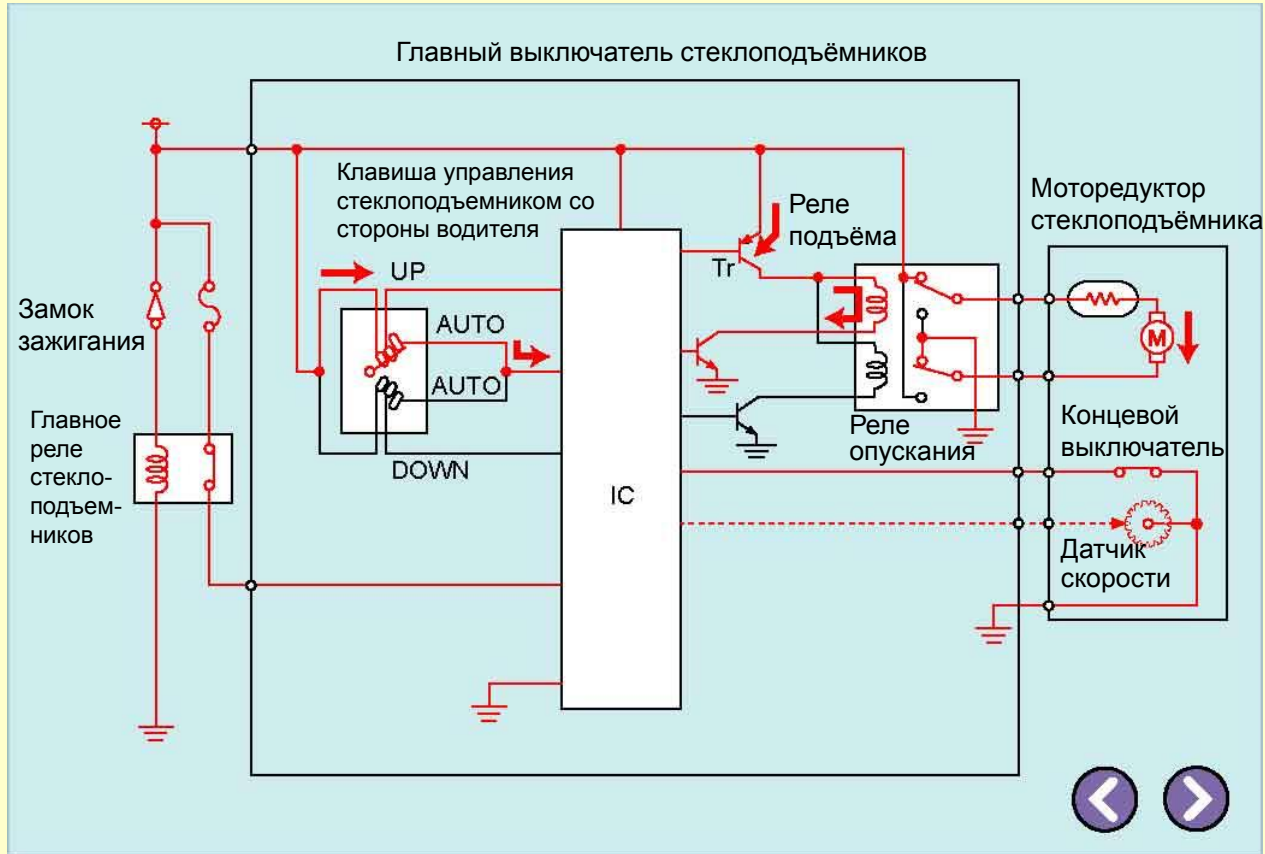 Главный выключатель стеклоподъёмников
Клавиша управления
стеклоподъемником со
стороны водителя
Реле
подъёма
Моторедуктор
стеклоподъёмника
Tr
UP
M
Замок
зажигания
AUTO
AUTO
Главное
реле
стекло-
подъем-
ников
DOWN
Реле
опускания
Концевой
выключатель
IC
Датчик
скорости